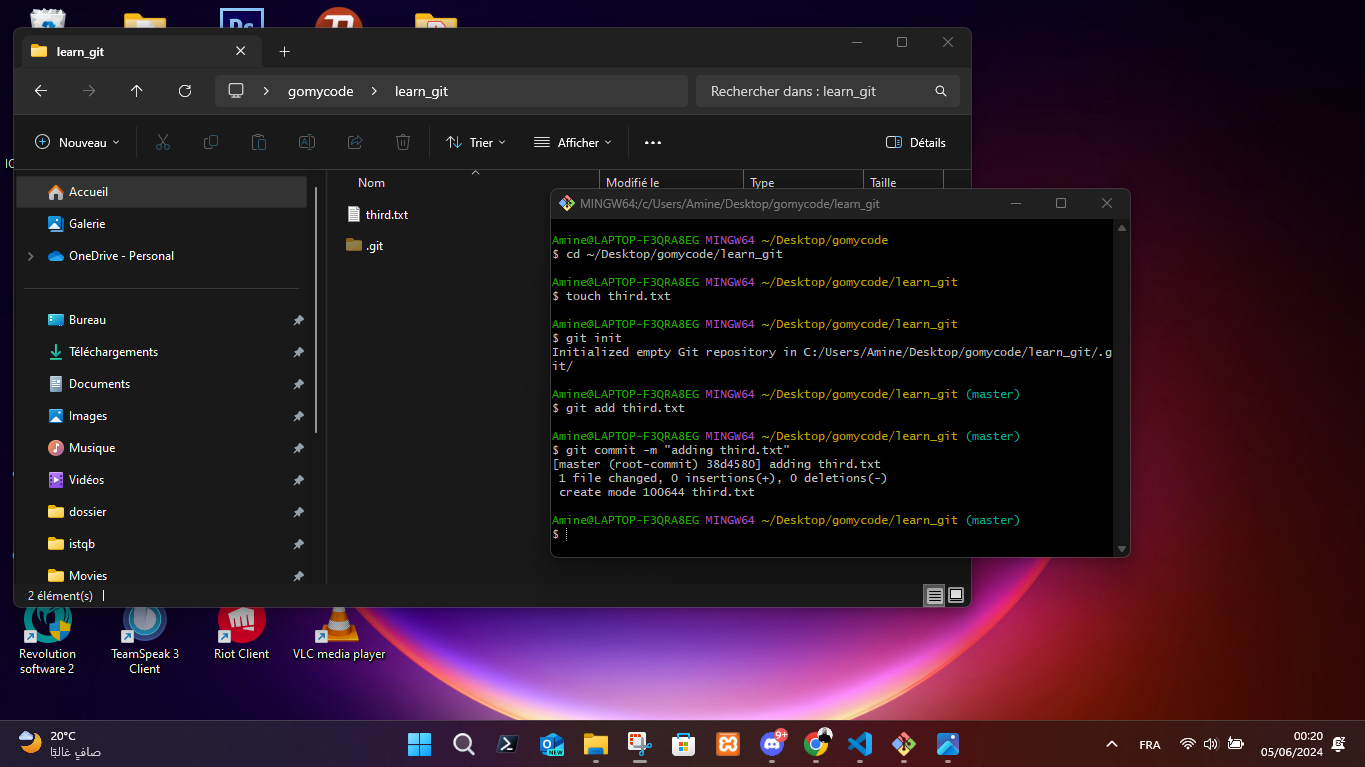 learn_git
gomycode
learn_git
Rechercher dans : learn_git
Nouveau
Trier
Afficher
Détails
Accueil
Galerie
OneDrive - Personal
Bureau
Téléchargements
Documents
Images
Musique
Vidéos
dossier
istqb
Movies
Nom
Modifié le
Type
Taille
third.txt
.git
2 élément(s)
MINGW64:/c/Users/Amine/Desktop/gomycode/learn_git
Amine@LAPTOP-F3QRA8EG MINGW64 ~/Desktop/gomycode
$ cd ~/Desktop/gomycode/learn_git
Amine@LAPTOP-F3QRA8EG MINGW64 ~/Desktop/gomycode/learn_git
$ touch third.txt
Amine@LAPTOP-F3QRA8EG MINGW64 ~/Desktop/gomycode/learn_git
$ git init
Initialized empty Git repository in C:/Users/Amine/Desktop/gomycode/learn_git/.g
it/
Amine@LAPTOP-F3QRA8EG MINGW64 ~/Desktop/gomycode/learn_git (master)
$ git add third.txt
Amine@LAPTOP-F3QRA8EG MINGW64 ~/Desktop/gomycode/learn_git (master)
$ git commit -m "adding third.txt"
[master (root-commit) 38d4580] adding third.txt
1 file changed, 0 insertions(+), 0 deletions(-)
create mode 100644 third.txt
Amine@LAPTOP-F3QRA8EG MINGW64 ~/Desktop/gomycode/learn_git (master)
$
Revolution
software 2
TeamSpeak 3
Client
Riot Client
VLC media player
20°C
صافٍ غالبًا
NEW
9+
FRA
00:20
05/06/2024